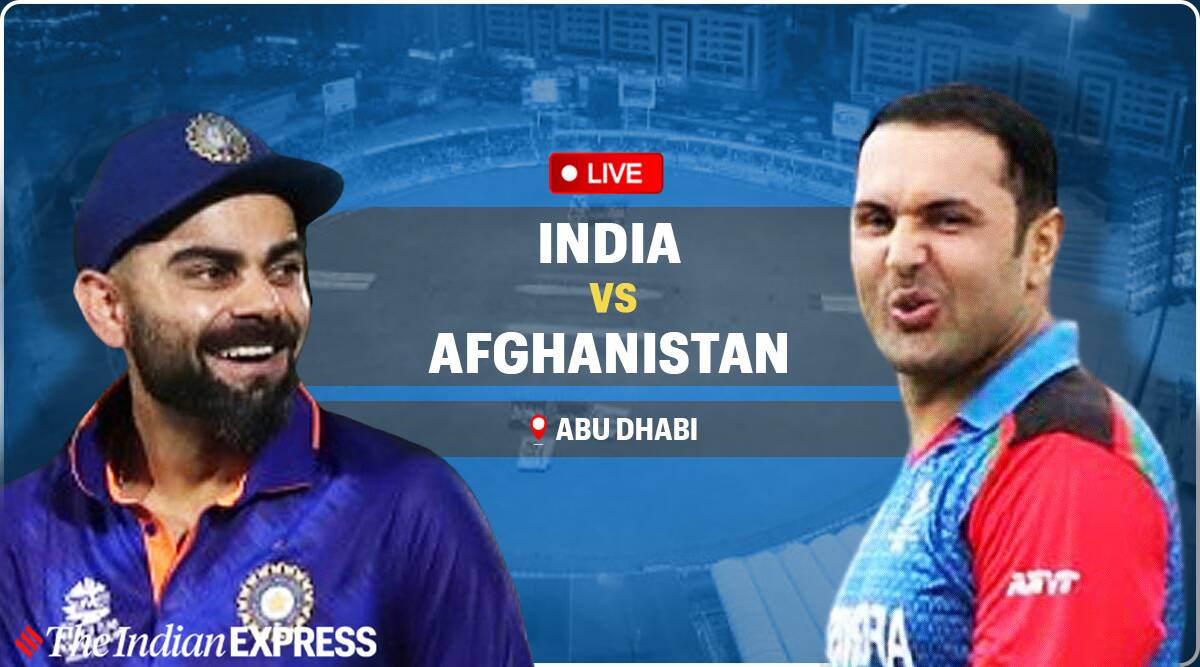 LIVE
INDIA
VS
AFGHANISTAN
ABU DHABI
The Indian EXPRESS